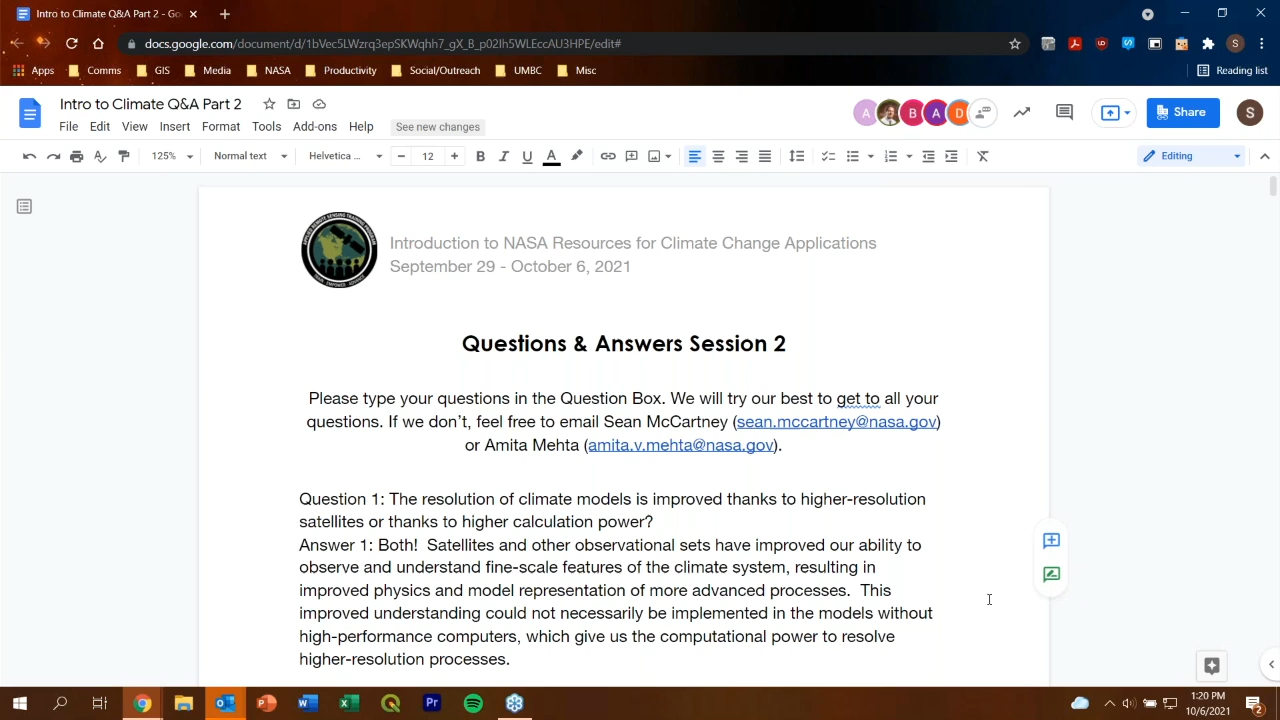 Intro to Climate Q&A Part 2 - Go
docs.google.com/document/d/1bVec5LWzrq3epSKWqhh7_gX_B_p02Ih5WLEccAU3HPE/edit#
S
Apps Comms GIS Media NASA Productivity Social/Outreach UMBC Misc Reading list
Intro to Climate Q&A Part 2
A B A D Share S
File Edit View Insert Format Tools Add-ons Help See new changes
125% Normal text Helvetica ... 12 B I U A Editing
APPLIED REMOTE SENSING TRAINING PROGRAM
Introduction to NASA Resources for Climate Change Applications
September 29 - October 6, 2021
Questions & Answers Session 2
Please type your questions in the Question Box. We will try our best to get to all your
questions. If we don’t, feel free to email Sean McCartney (sean.mccartney@nasa.gov)
or Amita Mehta (amita.v.mehta@nasa.gov).
Question 1: The resolution of climate models is improved thanks to higher-resolution
satellites or thanks to higher calculation power?
Answer 1: Both!  Satellites and other observational sets have improved our ability to
observe and understand fine-scale features of the climate system, resulting in
improved physics and model representation of more advanced processes.  This
improved understanding could not necessarily be implemented in the models without
high-performance computers, which give us the computational power to resolve
higher-resolution processes.
1:20 PM
10/6/2021
2